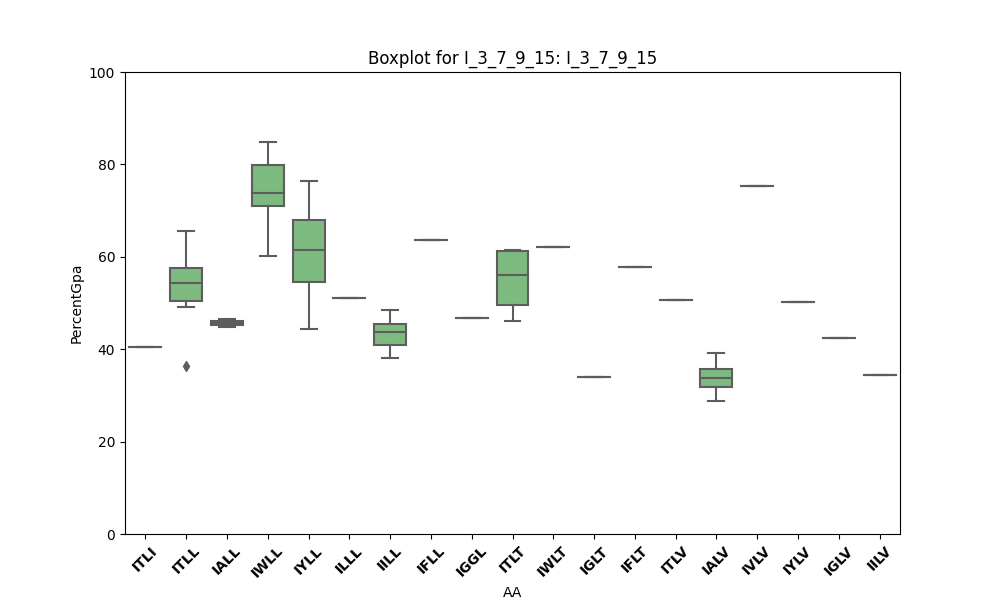 Boxplot for I_3_7_9_15: I_3_7_9_15
100
80
60
40
20
0
PercentGpa
ITLI ITLL IALL IWLL IYLL ILLL IILL IFLL IGGL ITLT IWLT IGLT IFLT ITLV IALV IVLV IYLV IGLV IILV
AA